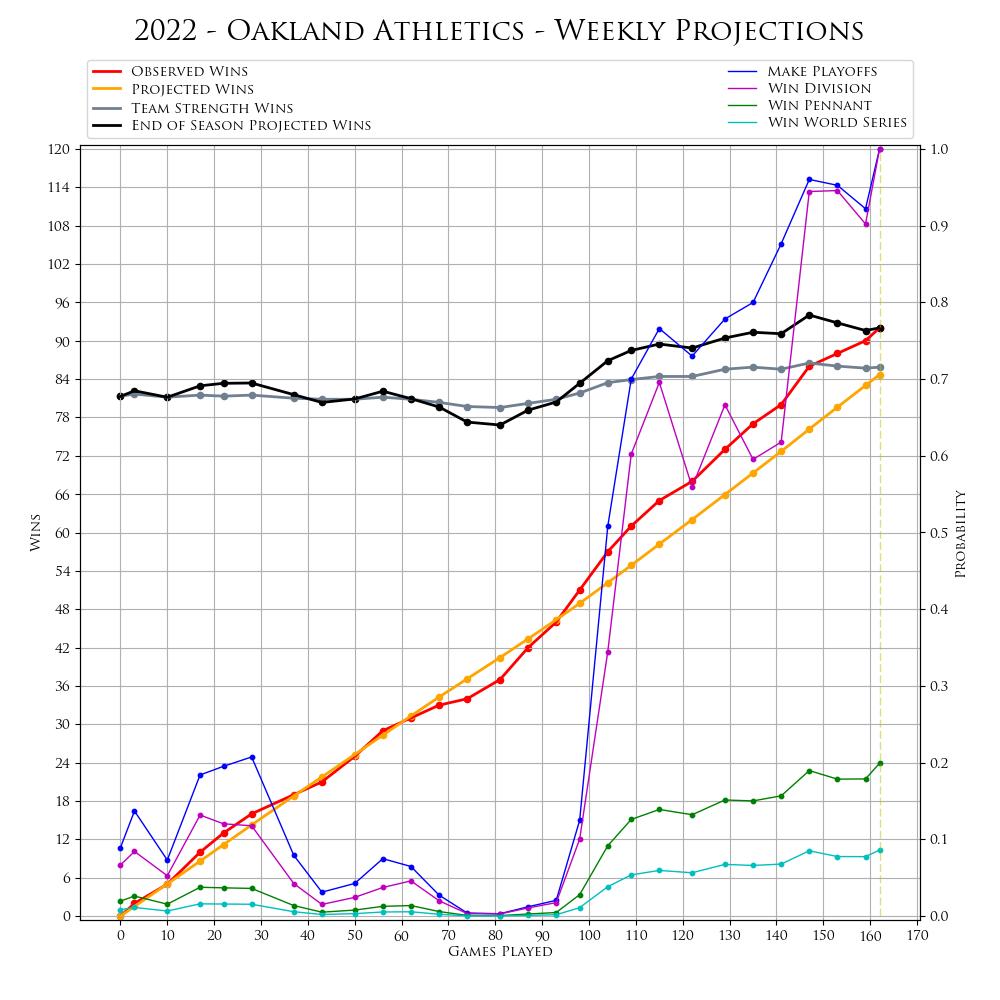 2022 - Oakland Athletics - Weekly Projections
Observed Wins
Projected Wins
Team Strength Wins
End of Season Projected Wins
Make Playoffs
Win Division
Win Pennant
Win World Series
120
114
108
102
96
90
84
78
72
66
60
54
48
42
36
30
24
18
12
6
0
Wins
1.0
0.9
0.8
0.7
0.6
0.5
0.4
0.3
0.2
0.1
0.0
Probability
0 10 20 30 40 50 60 70 80 90 100 110 120 130 140 150 160 170
Games Played